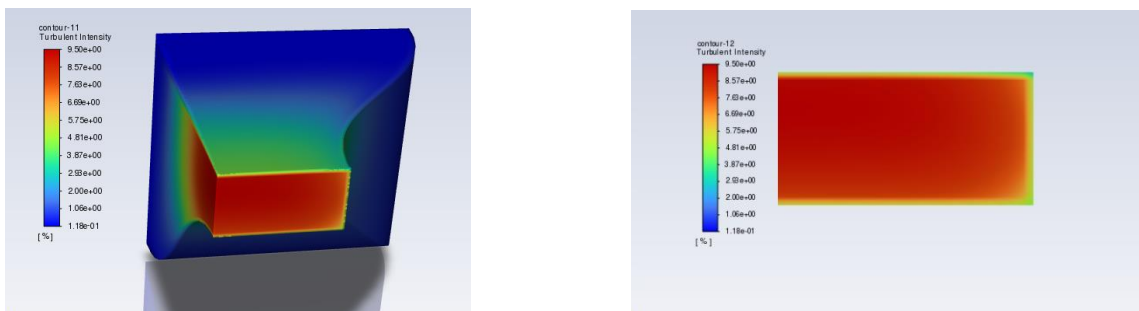 contour-11
Turbulent Intensity
9.50e+00
8.57e+00
7.63e+00
6.69e+00
5.75e+00
4.81e+00
3.87e+00
2.93e+00
2.00e+00
1.06e+00
1.18e-01
[ % ]
contour-12
Turbulent Intensity
9.50e+00
8.57e+00
7.63e+00
6.69e+00
5.75e+00
4.81e+00
3.87e+00
2.93e+00
2.00e+00
1.06e+00
1.18e-01
[ % ]